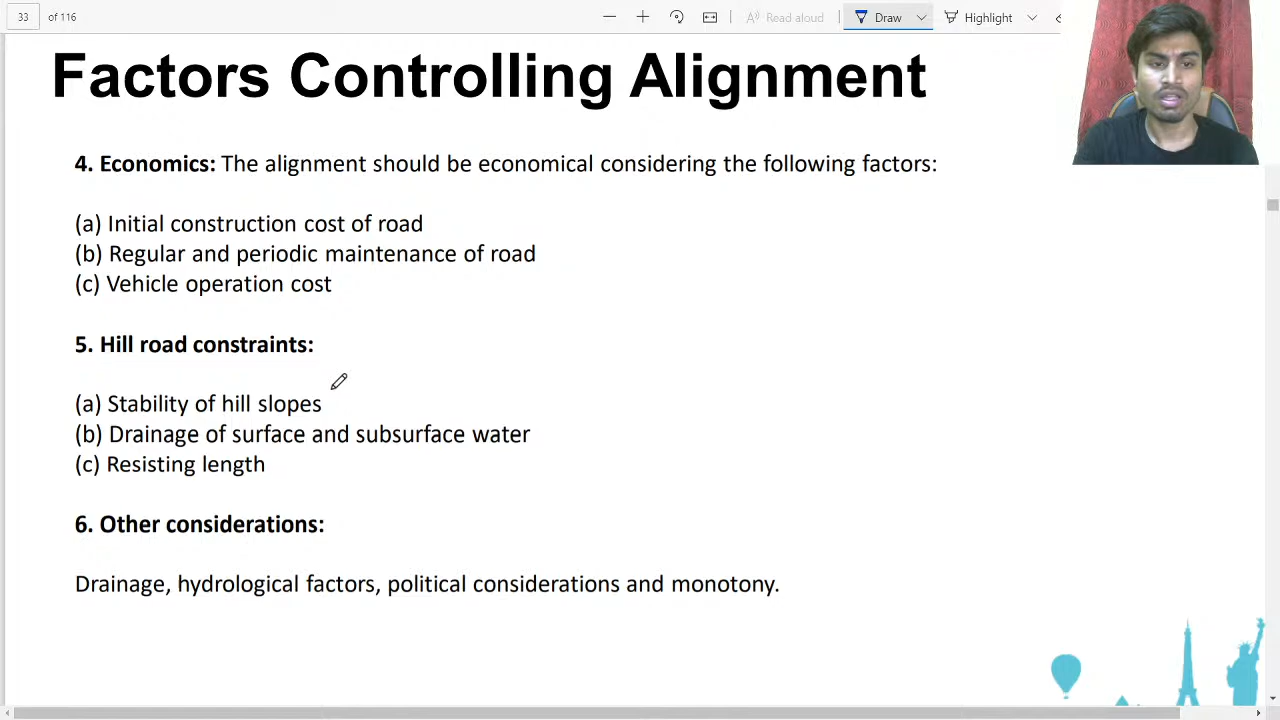 33 of 116 Read aloud Draw Highlight
Factors Controlling Alignment
4. Economics: The alignment should be economical considering the following factors:
(a) Initial construction cost of road
(b) Regular and periodic maintenance of road
(c) Vehicle operation cost
5. Hill road constraints:
(a) Stability of hill slopes
(b) Drainage of surface and subsurface water
(c) Resisting length
6. Other considerations:
Drainage, hydrological factors, political considerations and monotony.